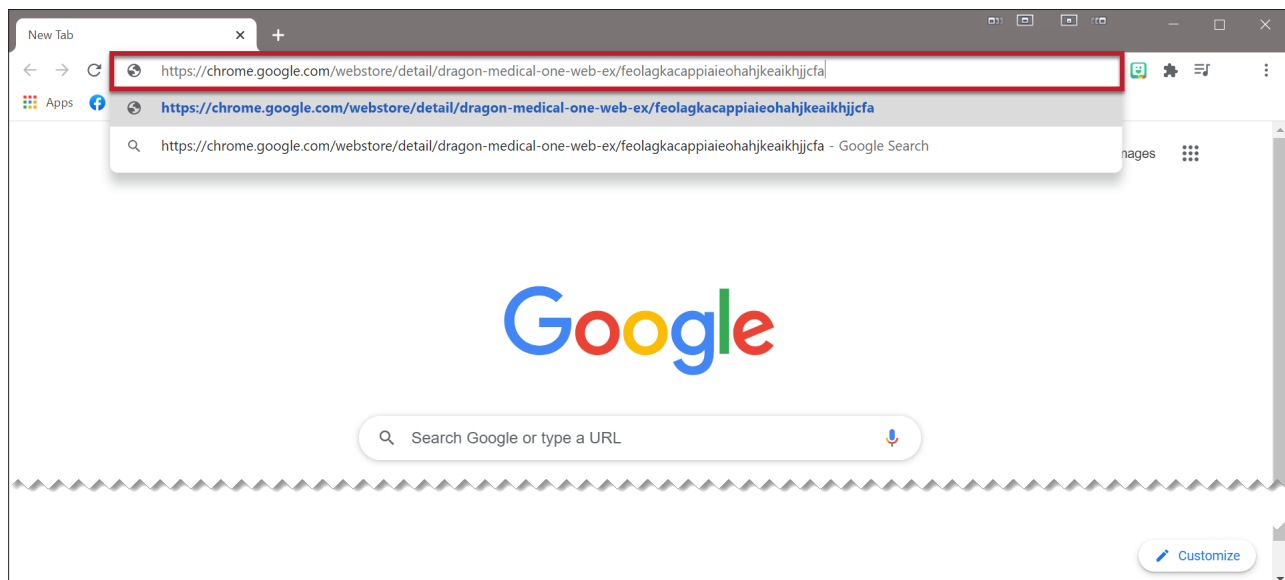 New Tab
https://chrome.google.com/webstore/detail/dragon-medical-one-web-ex/feolagkacappiaieohahjkeaikhjjcfa
Apps
https://chrome.google.com/webstore/detail/dragon-medical-one-web-ex/feolagkacappiaieohahjkeaikhjjcfa
https://chrome.google.com/webstore/detail/dragon-medical-one-web-ex/feolagkacappiaieohahjkeaikhjjcfa - Google Search
Google
Search Google or type a URL
Customize